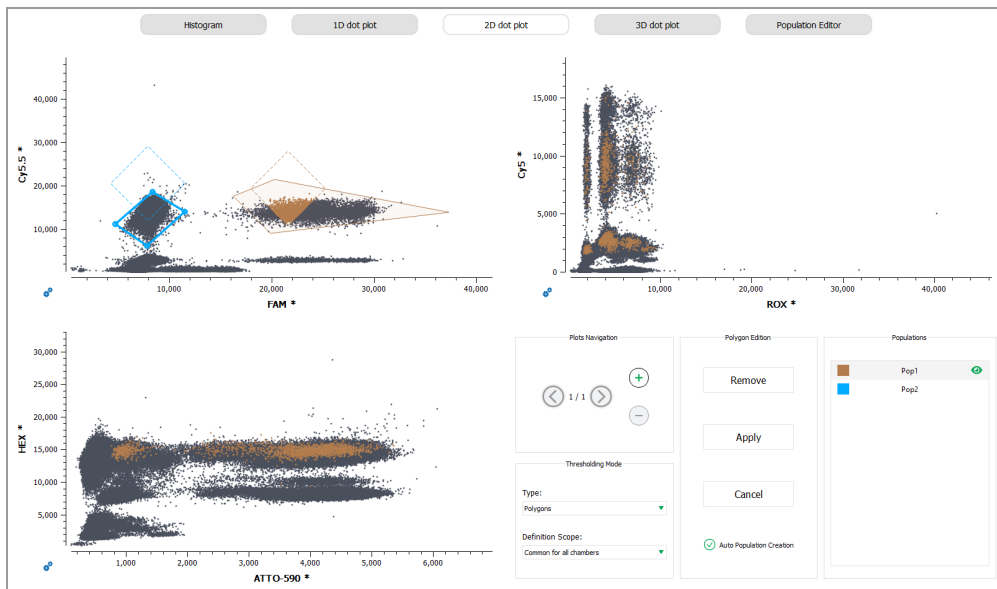 Histogram
1D dot plot
2D dot plot
3D dot plot
Population Editor
Cy5.5 *
40,000
30,000
20,000
10,000
10,000
20,000
30,000
40,000
FAM *
Cy5 *
15,000
10,000
5,000
0
10,000
20,000
30,000
40,000
ROX *
HEX *
30,000
25,000
20,000
15,000
10,000
5,000
1,000
2,000
3,000
4,000
5,000
6,000
ATTO-590 *
Plots Navigation
1 / 1
Thresholding Mode
Type:
Polygons
Definition Scope:
Common for all chambers
Polygon Edition
Remove
Apply
Cancel
Auto Population Creation
Populations
Pop1
Pop2